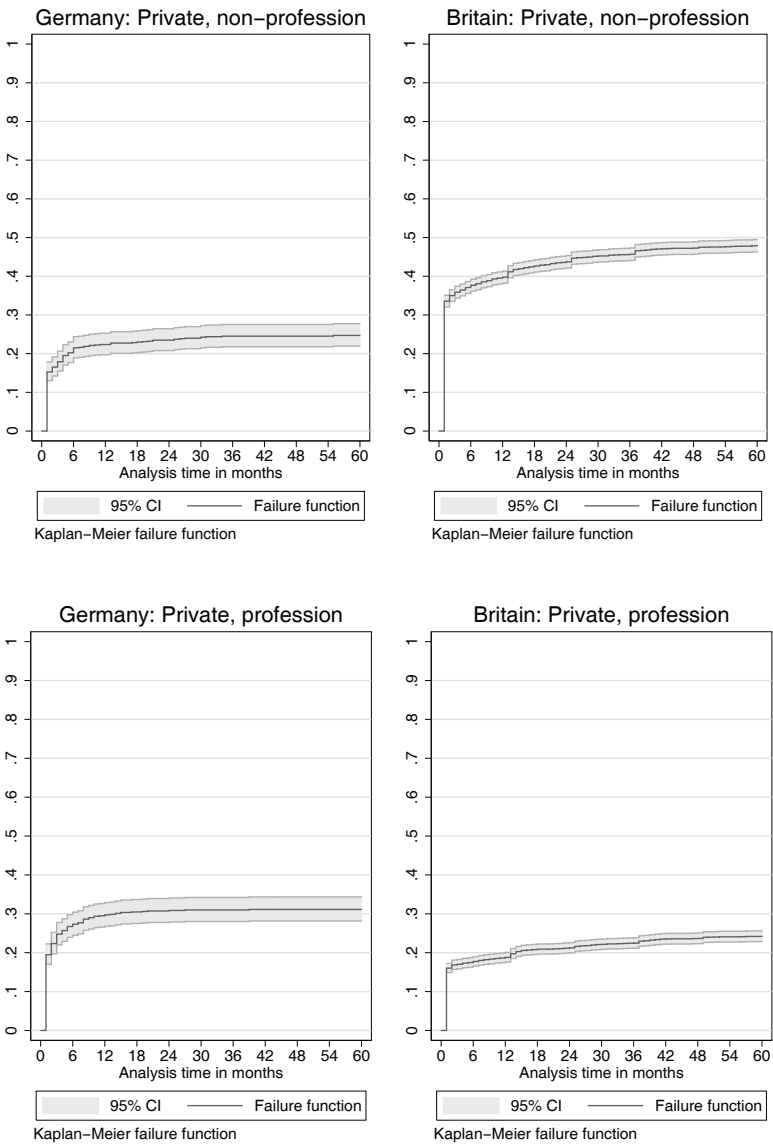 Germany: Private, non−profession
1
.9
.8
.7
.6
.5
.4
.3
.2
.1
0
0 6 12 18 24 30 36 42 48 54 60
Analysis time in months
95% CI Failure function
Kaplan−Meier failure function
Britain: Private, non−profession
1
.9
.8
.7
.6
.5
.4
.3
.2
.1
0
0 6 12 18 24 30 36 42 48 54 60
Analysis time in months
95% CI Failure function
Kaplan−Meier failure function
Germany: Private, profession
1
.9
.8
.7
.6
.5
.4
.3
.2
.1
0
0 6 12 18 24 30 36 42 48 54 60
Analysis time in months
95% CI Failure function
Kaplan−Meier failure function
Britain: Private, profession
1
.9
.8
.7
.6
.5
.4
.3
.2
.1
0
0 6 12 18 24 30 36 42 48 54 60
Analysis time in months
95% CI Failure function
Kaplan−Meier failure function